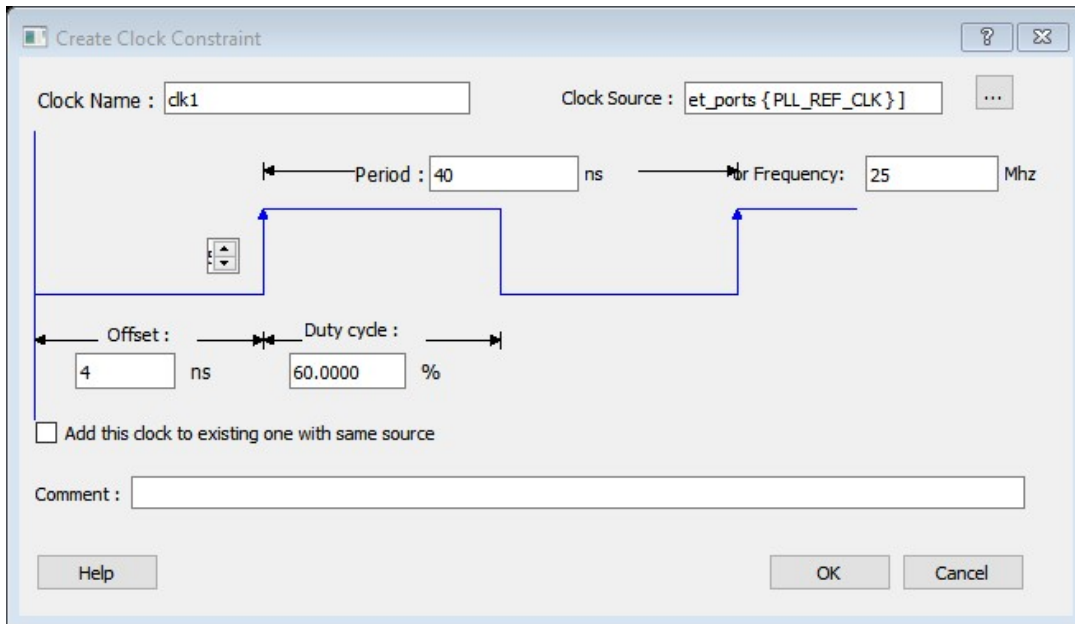 Create Clock Constraint
Clock Name : clk1 Clock Source : et_ports { PLL_REF_CLK } ] ...
Period : 40 ns or Frequency: 25 Mhz
Offset : Duty cycle :
4 ns 60.0000 %
Add this clock to existing one with same source
Comment :
Help OK Cancel